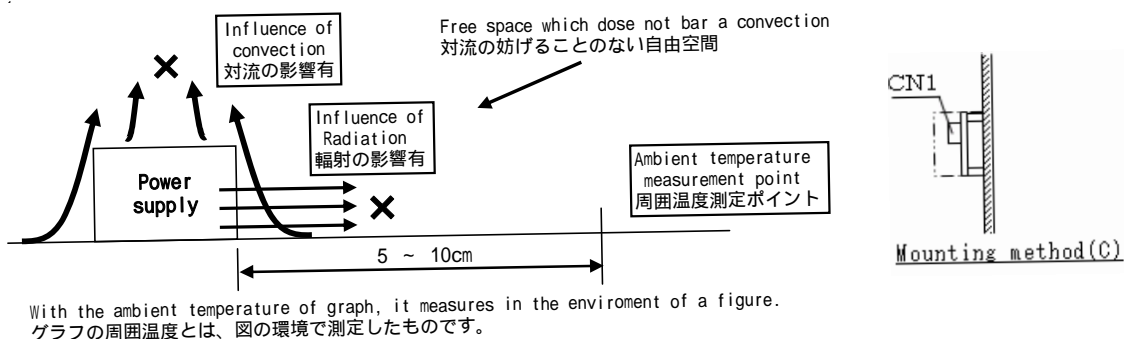 Influence of
convection
対流の影響有
Free space which dose not bar a convection
対流の妨げることのない自由空間
CN1
Influence of
Radiation
輻射の影響有
Power
supply
Ambient temperature
measurement point
周囲温度測定ポイント
5 ~ 10cm
Mounting method(C)
With the ambient temperature of graph, it measures in the enviroment of a figure.
グラフの周囲温度とは、図の環境で測定したものです。